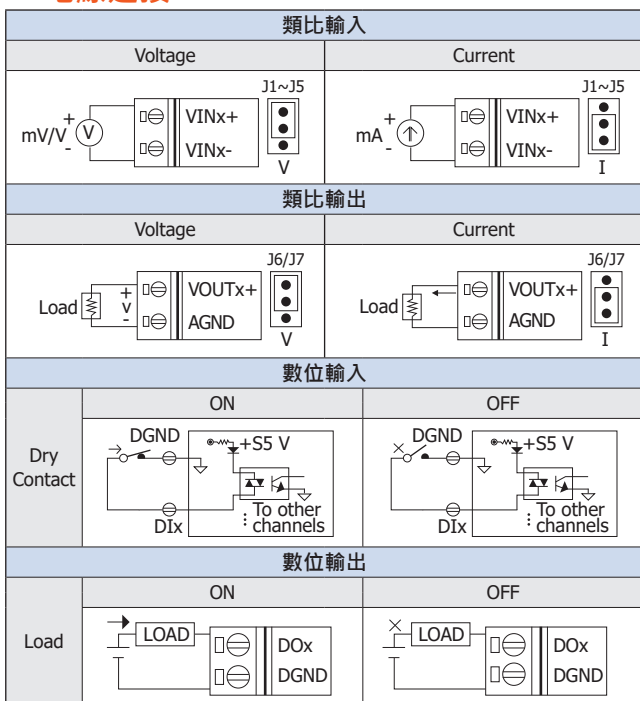 類比輸入
Voltage
Current
mV/V
+
-
V
VINx+
VINx-
J1~J5
V
mA
+
-
VINx+
VINx-
J1~J5
I
類比輸出
Voltage
Current
Load
+
V
-
VOUTx+
AGND
J6/J7
V
Load
VOUTx+
AGND
J6/J7
I
數位輸入
ON
OFF
Dry
Contact
DGND
+S5 V
DIx
To other
channels
DGND
+S5 V
DIx
To other
channels
數位輸出
ON
OFF
Load
LOAD
DOx
DGND
LOAD
DOx
DGND